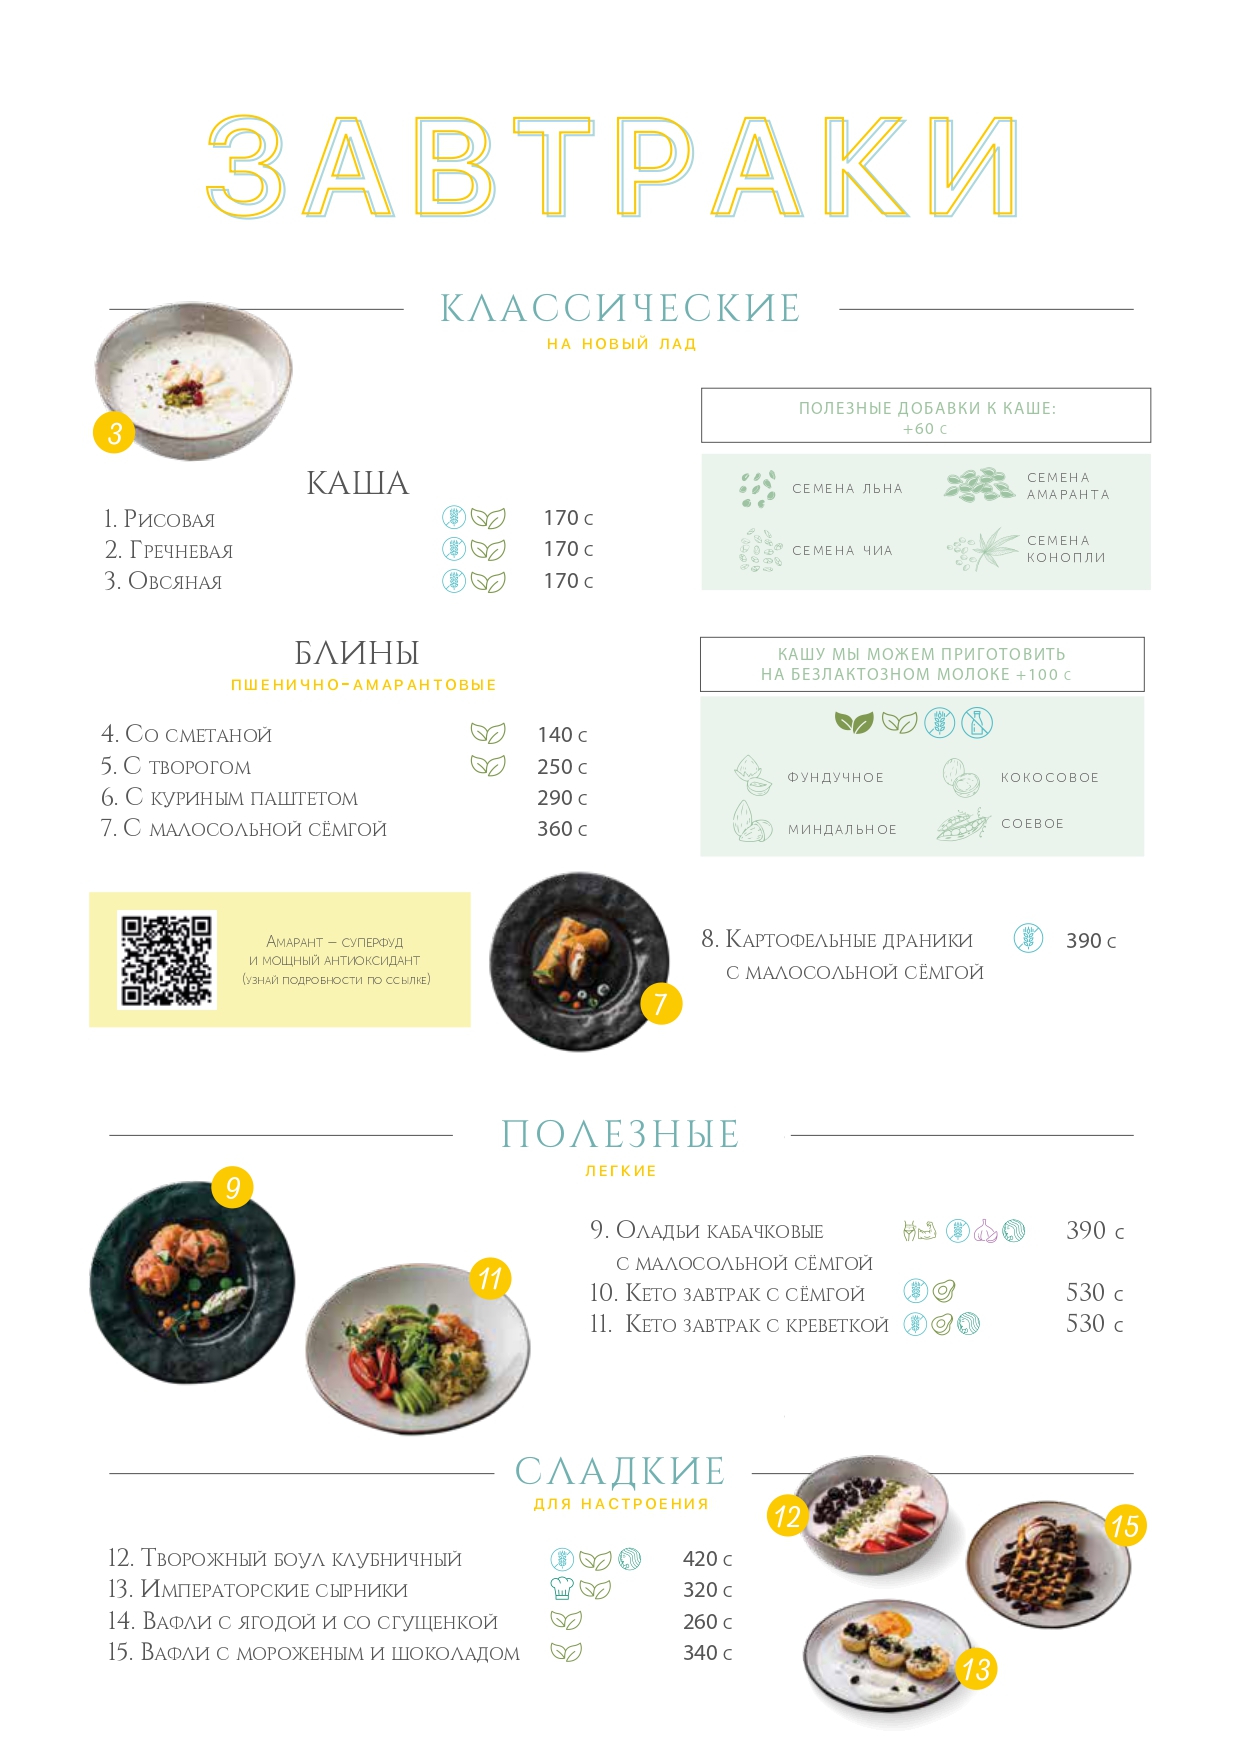 ЗАВТРАКИ
КЛАССИЧЕСКИЕ
НА НОВЫЙ ЛАД
3
КАША
1. Рисовая 170 с
2. Гречневая 170 с
3. Овсяная 170 с
ПОЛЕЗНЫЕ ДОБАВКИ К КАШЕ:
+60 с
СЕМЕНА ЛЬНА
СЕМЕНА
АМАРАНТА
СЕМЕНА ЧИА
СЕМЕНА
КОНОПЛИ
БЛИНЫ
ПШЕНИЧНО-АМАРАНТОВЫЕ
4. Со сметаной 140 с
5. С творогом 250 с
6. С куриным паштетом 290 с
7. С малосольной сёмгой 360 с
КАШУ МЫ МОЖЕМ ПРИГОТОВИТЬ
НА БЕЗЛАКТОЗНОМ МОЛОКЕ +100 с
ФУНДУЧНОЕ
КОКОСОВОЕ
МИНДАЛЬНОЕ
СОЕВОЕ
Амарант – суперфуд
и мощный антиоксидант
(узнай подробности по ссылке)
7
8. Картофельные драники 390 с
с малосольной сёмгой
ПОЛЕЗНЫЕ
ЛЕГКИЕ
9
11
9. Оладьи кабачковые 390 с
с малосольной сёмгой
10. Кето завтрак с сёмгой 530 с
11. Кето завтрак с креветкой 530 с
СЛАДКИЕ
ДЛЯ НАСТРОЕНИЯ
12. Творожный боул клубничный 420 с
13. Императорские сырники 320 с
14. Вафли с ягодой и со сгущенкой 260 с
15. Вафли с мороженым и шоколадом 340 с
12
15
13